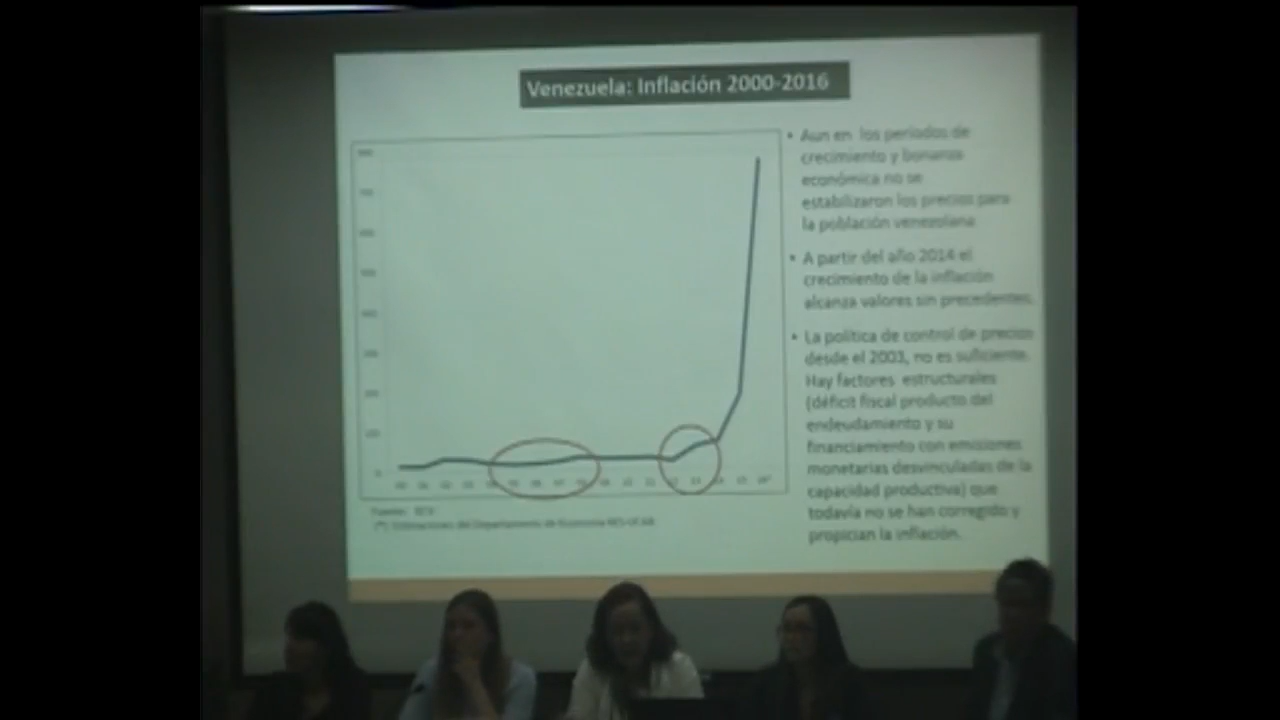 Venezuela: Inflación 2000-2016
• Aun en los periodos de
crecimiento y bonanza
económica no se
estabilizaron los precios para
la población venezolana
• A partir del año 2014 el
crecimiento de la inflación
alcanza valores sin precedentes.
• La política de control de precios
desde el 2003, no es suficiente.
Hay factores estructurales
(déficit fiscal producto del
endeudamiento y su
financiamiento con emisiones
monetarias desvinculadas de la
capacidad productiva) que
todavía no se han corregido y
propician la inflación.